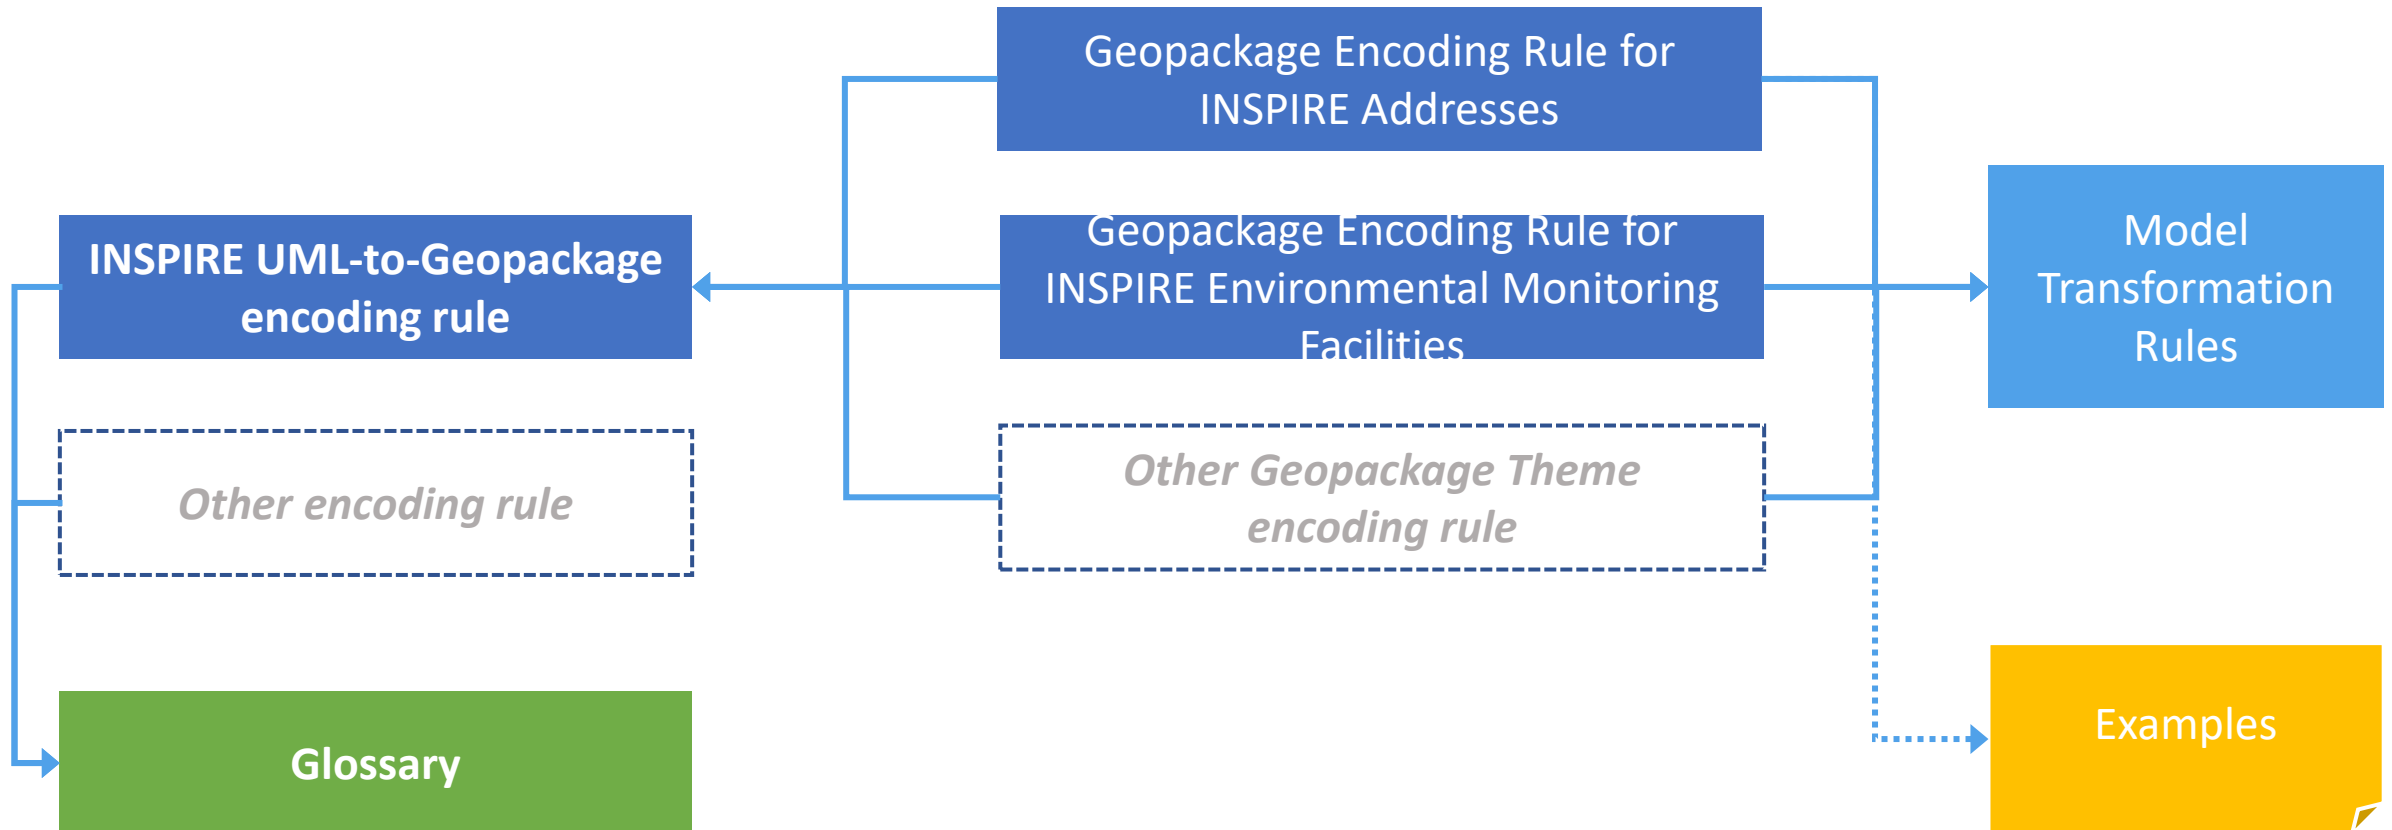 Geopackage Encoding Rule for
INSPIRE Addresses
INSPIRE UML-to-Geopackage
encoding rule
Geopackage Encoding Rule for
INSPIRE Environmental Monitoring
Facilities
Model
Transformation
Rules
Other encoding rule
Other Geopackage Theme
encoding rule
Glossary
Examples